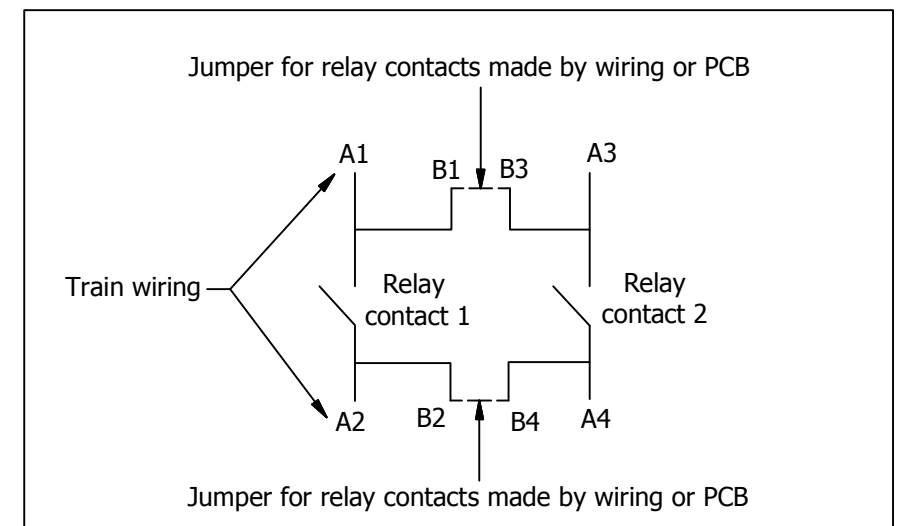 Jumper for relay contacts made by wiring or PCB
A1
B1
B3
A3
Train wiring
Relay
contact 1
Relay
contact 2
A2
B2
B4
A4
Jumper for relay contacts made by wiring or PCB